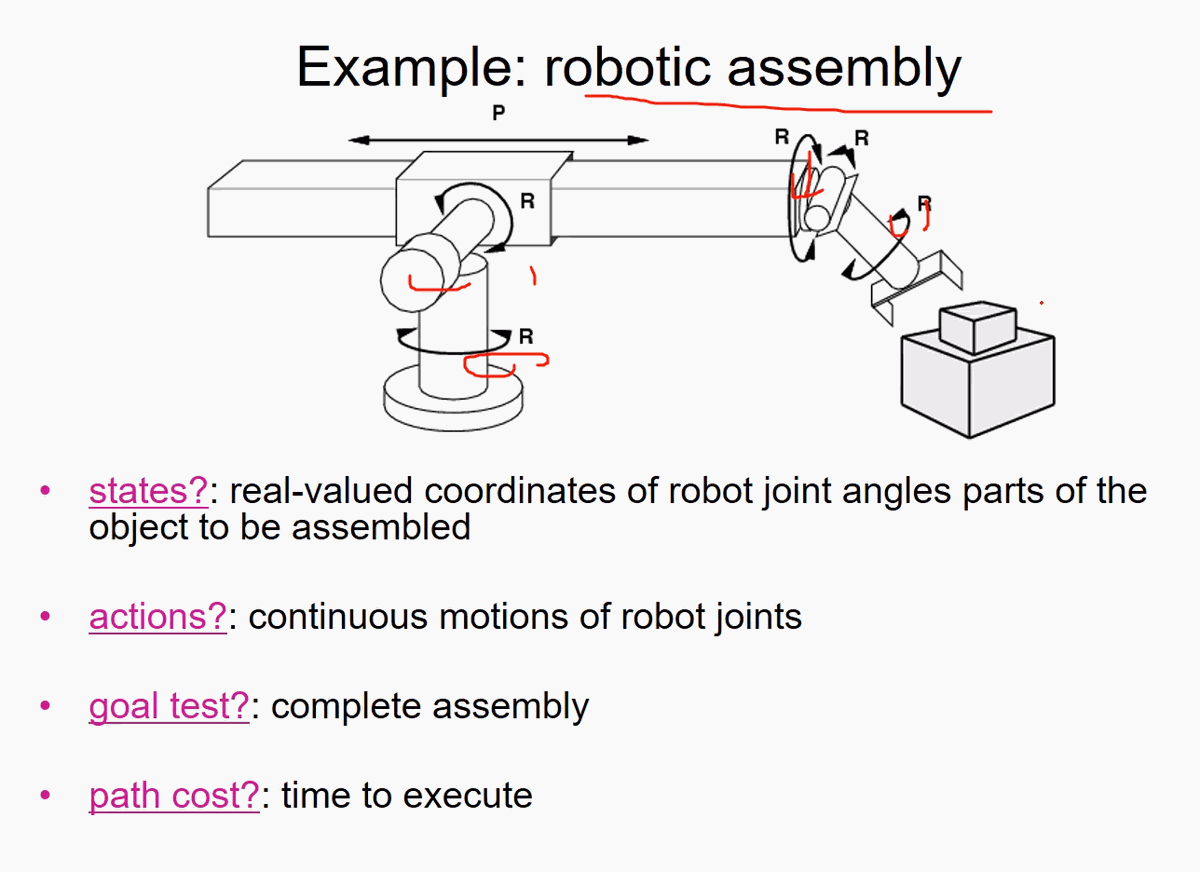 Example: robotic assembly
P
R
R
R
R
R
• states?: real-valued coordinates of robot joint angles parts of the
object to be assembled
• actions?: continuous motions of robot joints
• goal test?: complete assembly
• path cost?: time to execute